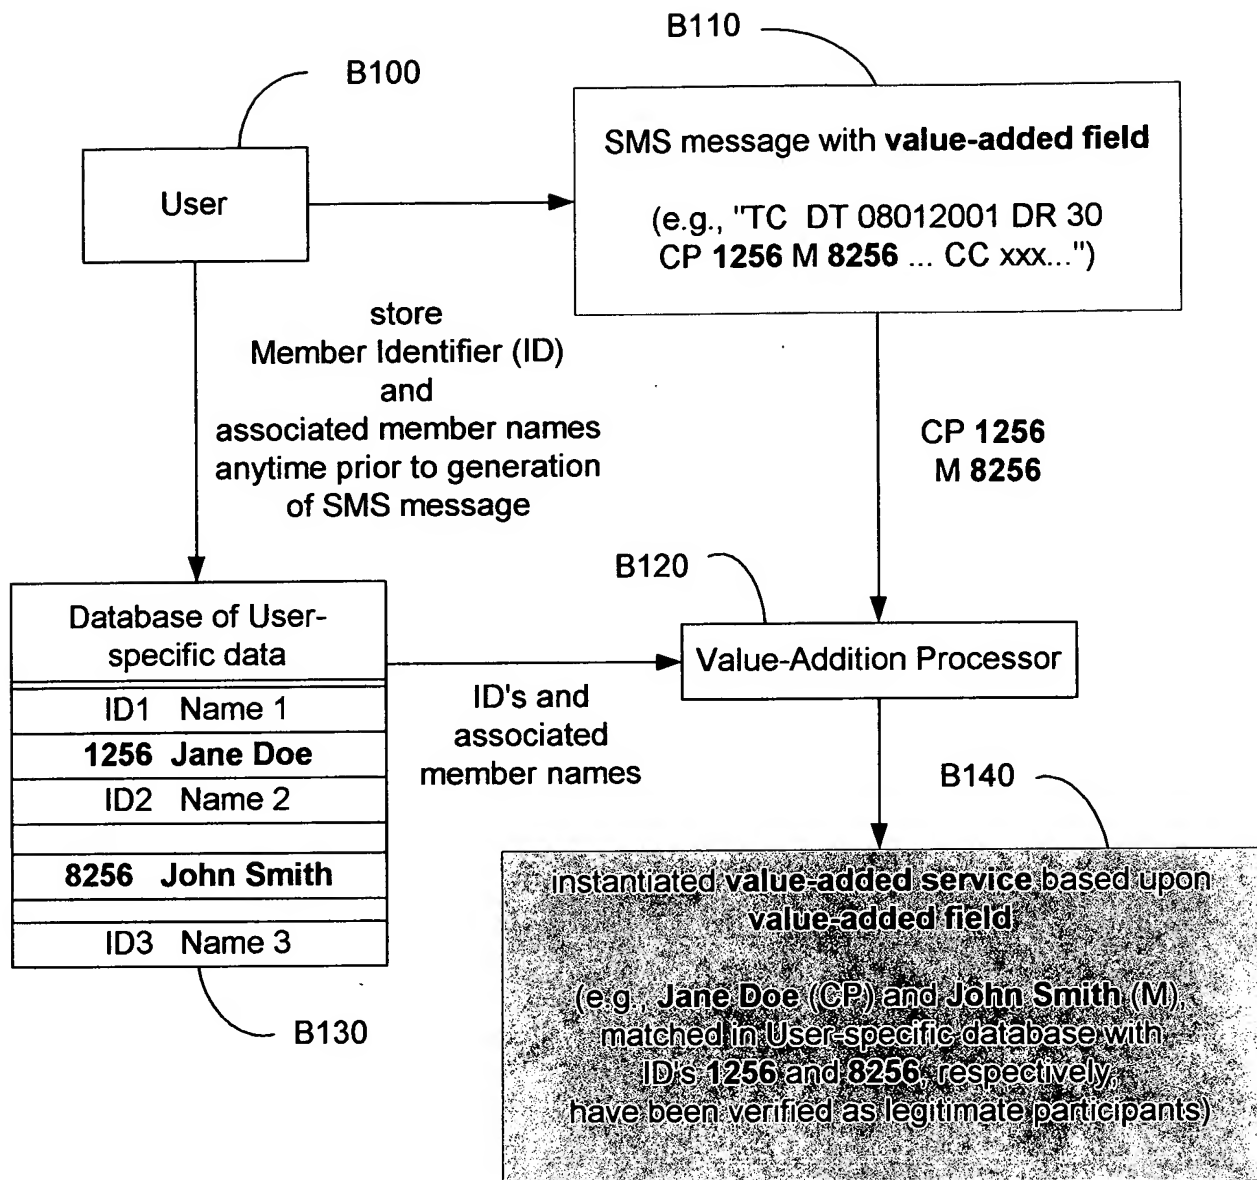 B110
B100
SMS message with value-added field
(e.g., "TC DT 08012001 DR 30
CP 1256 M 8256 ... CC xxx...")
User
store
Member Identifier (ID)
and
associated member names
anytime prior to generation
of SMS message
CP 1256
M 8256
B120
Database of User-
specific data
ID1 Name 1
1256 Jane Doe
ID2 Name 2
8256 John Smith
ID3 Name 3
B130
Value-Addition Processor
ID's and
associated
member names
B140
instantiated value-added service based upon
value-added field
(e.g., Jane Doe (CP) and John Smith (M),
matched in User-specific database with
ID's 1256 and 8256, respectively,
have been verified as legitimate participants)